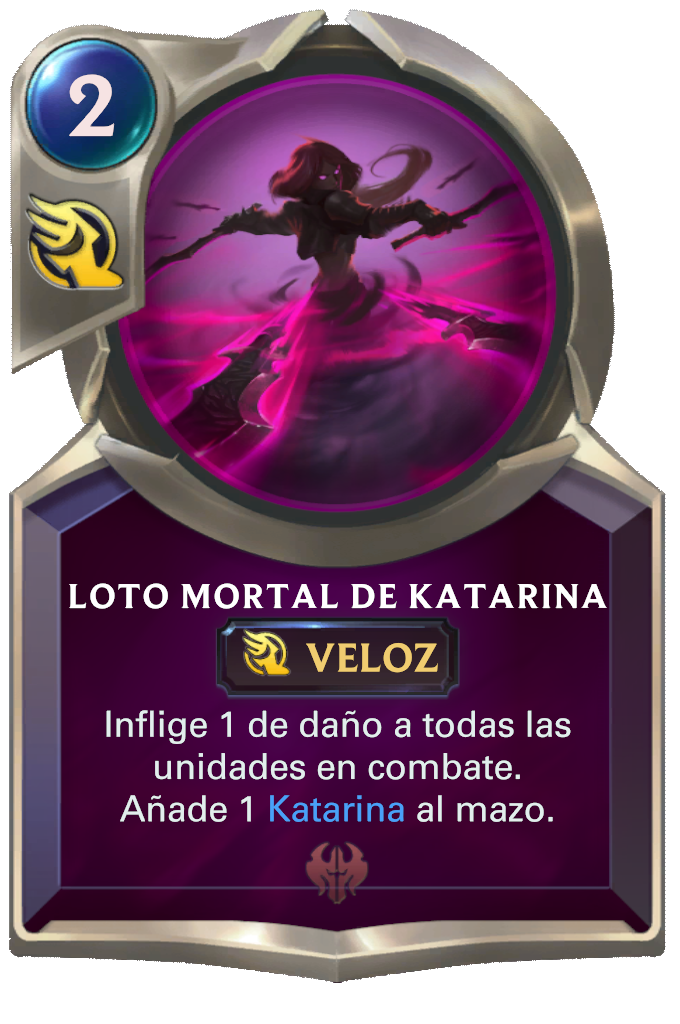 2
LOTO MORTAL DE KATARINA
VELOZ
Inflige 1 de daño a todas las
unidades en combate.
Añade 1 Katarina al mazo.